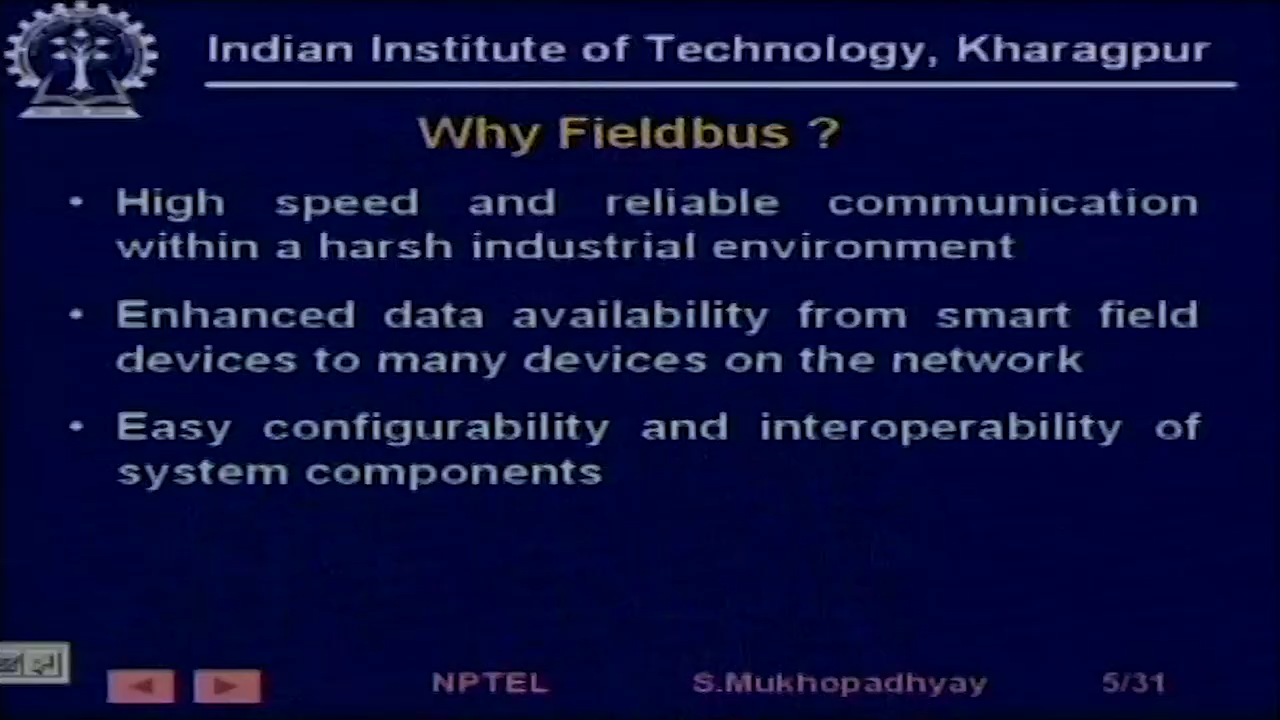 Indian Institute of Technology, Kharagpur
Why Fieldbus ?
• High speed and reliable communication
within a harsh industrial environment
• Enhanced data availability from smart field
devices to many devices on the network
• Easy configurability and interoperability of
system components
NPTEL S.Mukhopadhyay 5/31